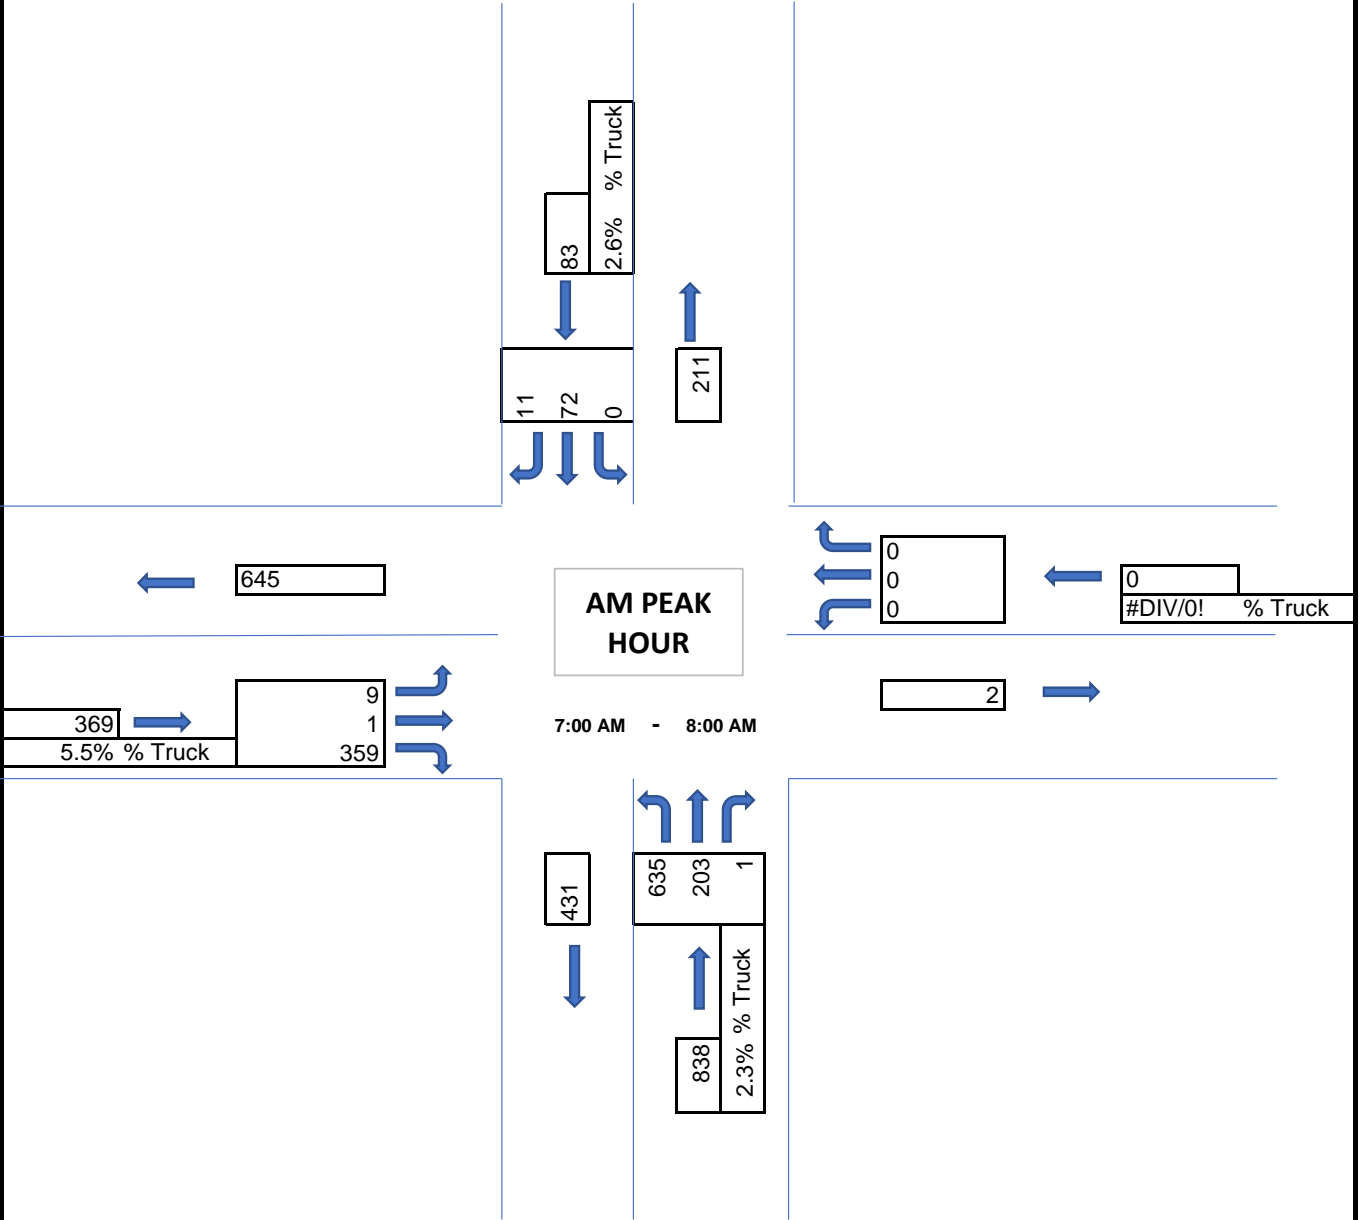 2.6% % Truck
83
11
72
0
211
645
AM PEAK
HOUR
0
0
0
0
#DIV/0! % Truck
9
369
1
5.5% % Truck
359
7:00 AM - 8:00 AM
2
431
635
203
1
838
2.3% % Truck